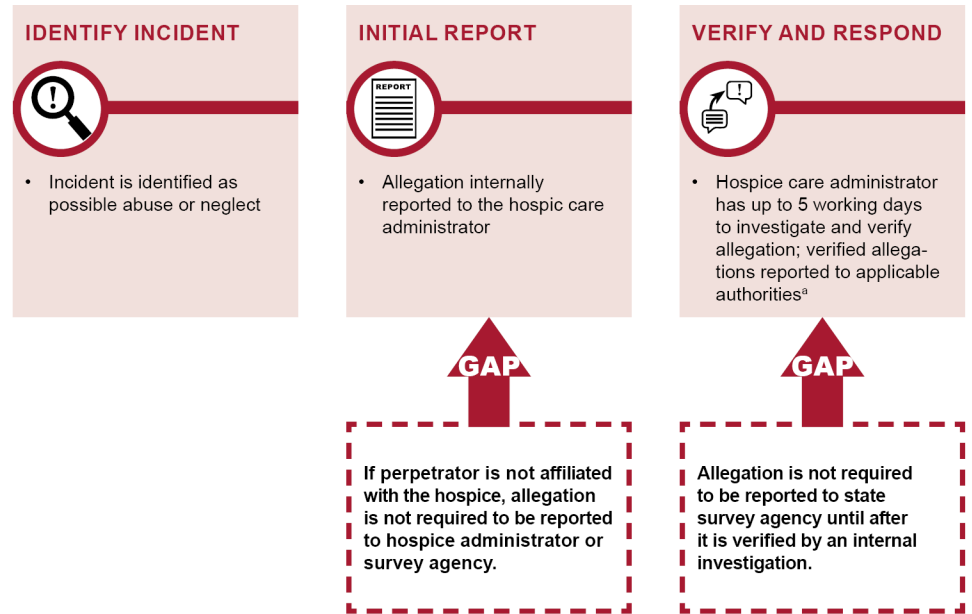 IDENTIFY INCIDENT
• Incident is identified as
possible abuse or neglect
INITIAL REPORT
REPORT
• Allegation internally
reported to the hospic care
administrator
VERIFY AND RESPOND
• Hospice care administrator
has up to 5 working days
to investigate and verify
allegation; verified allega-
tions reported to applicable
authoritiesª
GAP
If perpetrator is not affiliated
with the hospice, allegation
is not required to be reported
to hospice administrator or
survey agency.
GAP
Allegation is not required
to be reported to state
survey agency until after
it is verified by an internal
investigation.